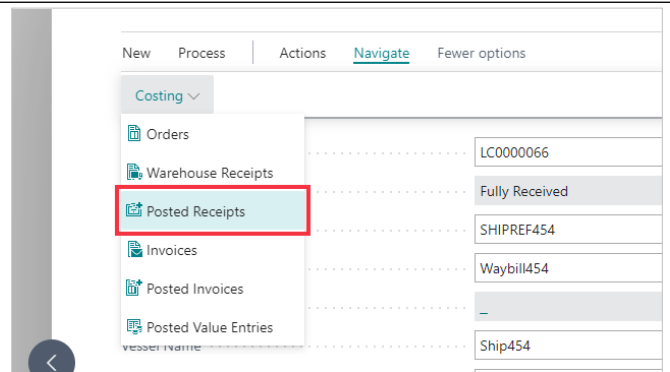 New Process Actions Navigate Fewer options
Costing
Orders
LC0000066
Warehouse Receipts
Fully Received
Posted Receipts
SHIPREF454
Invoices
Waybill454
Posted Invoices
_
Posted Value Entries
Vessel Name
Ship454